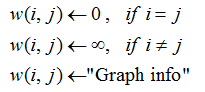 w(i, j) ← 0 , if i = j
w(i, j) ← ∞, if i ≠ j
w(i, j) ← "Graph info"